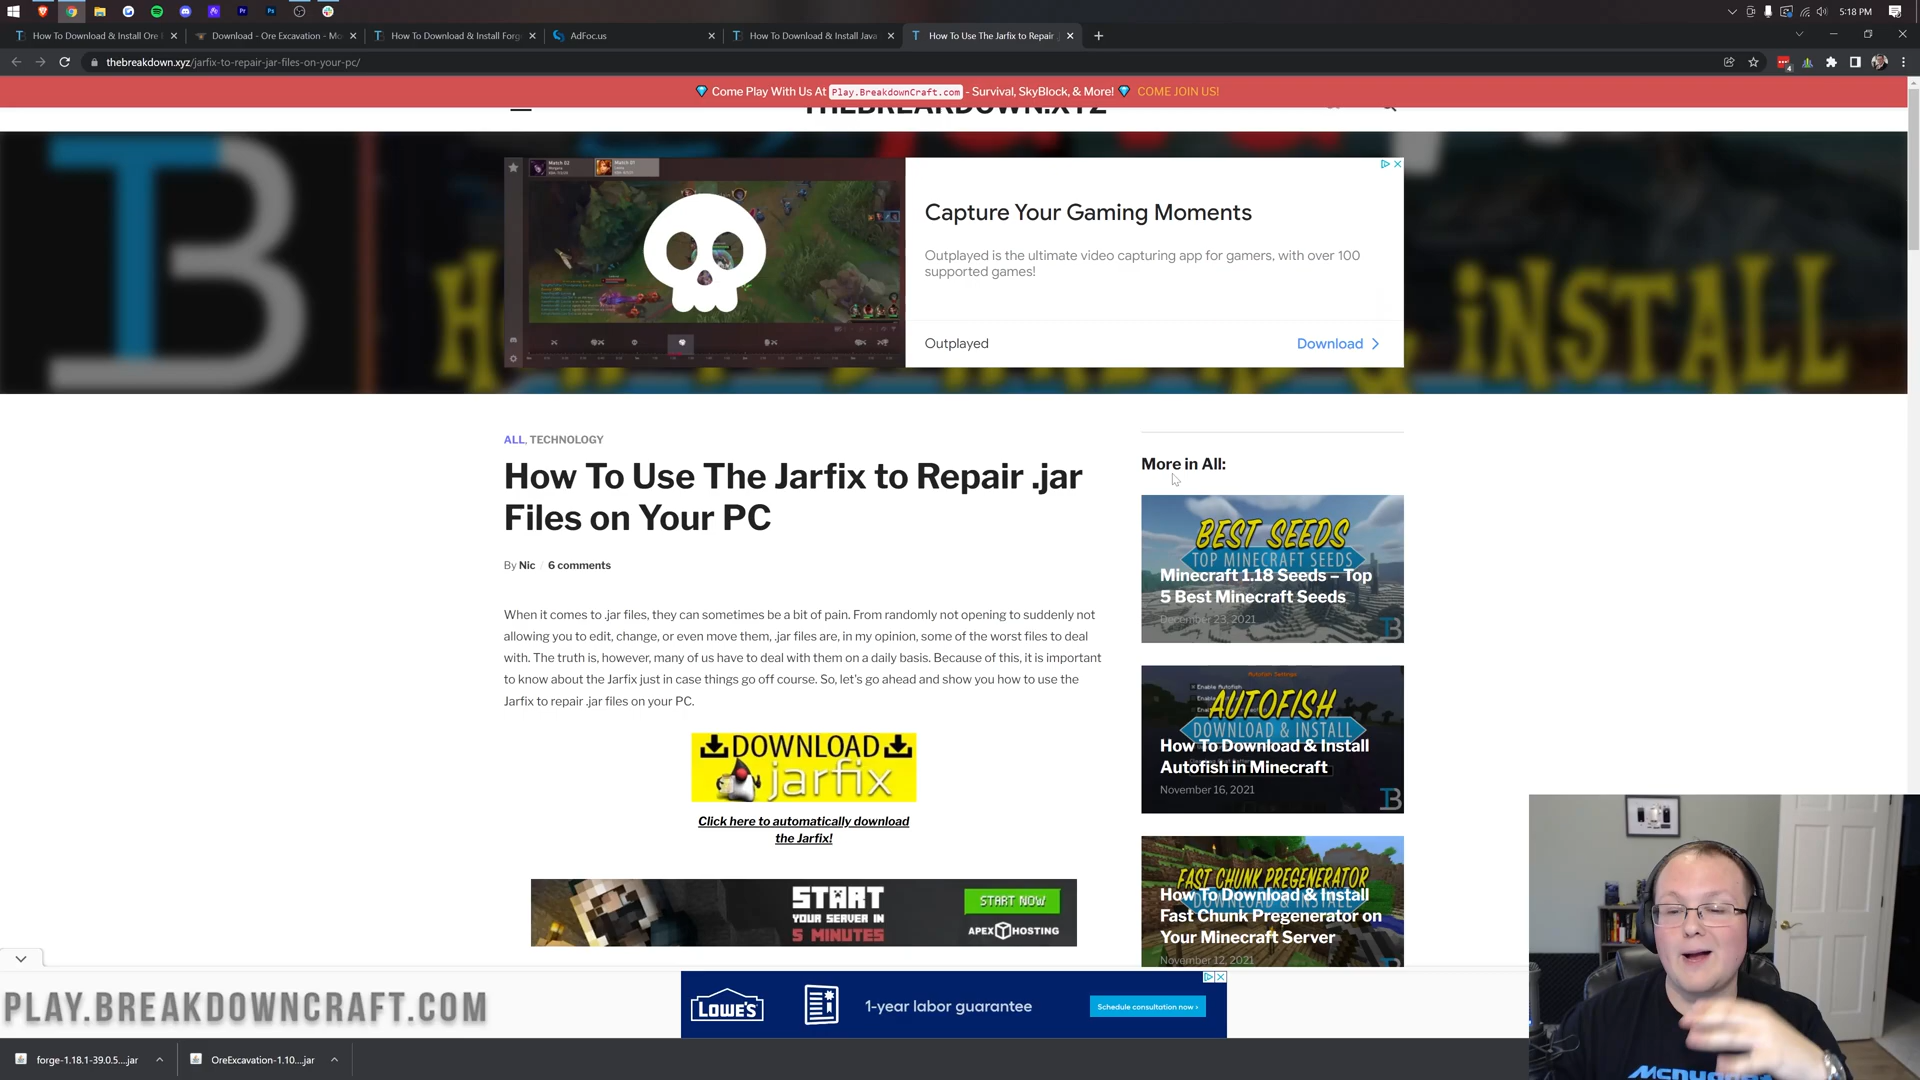 5:18 PM
How To Download & Install Ore
Download - Ore Excavation - Mo
How To Download & Install Forg
AdFoc.us
How To Download & Install Java
How To Use The Jarfix to Repair .
thebreakdown.xyz/jarfix-to-repair-jar-files-on-your-pc/
Come Play With Us At Play.BreakdownCraft.com - Survival, SkyBlock, & More! COME JOIN US!
THEBREAKDOWN.XYZ
Match 02
Match 01
Capture Your Gaming Moments
Outplayed is the ultimate video capturing app for gamers, with over 100
supported games!
Outplayed
Download
INSTALL
ALL, TECHNOLOGY
How To Use The Jarfix to Repair .jar
Files on Your PC
By Nic / 6 comments
When it comes to .jar files, they can sometimes be a bit of pain. From randomly not opening to suddenly not
allowing you to edit, change, or even move them, .jar files are, in my opinion, some of the worst files to deal
with. The truth is, however, many of us have to deal with them on a daily basis. Because of this, it is important
to know about the Jarfix just in case things go off course. So, let's go ahead and show you how to use the
Jarfix to repair .jar files on your PC.
DOWNLOAD
jarfix
Click here to automatically download
the Jarfix!
START
YOUR SERVER IN
5 MINUTES
START NOW
APEX HOSTING
More in All:
BEST SEEDS
TOP MINECRAFT SEEDS
Minecraft 1.18 Seeds – Top
5 Best Minecraft Seeds
December 23, 2021
Autofish Settings
Enable Autofish:
AUTOFISH
DOWNLOAD & INSTALL
How To Download & Install
Autofish in Minecraft
November 16, 2021
FAST CHUNK PREGENERATOR
How To Download & Install
Fast Chunk Pregenerator on
Your Minecraft Server
November 12, 2021
PLAY.BREAKDOWNCRAFT.COM
LOWE'S
1-year labor guarantee
Schedule consultation now ›
forge-1.18.1-39.0.5....jar
OreExcavation-1.10....jar